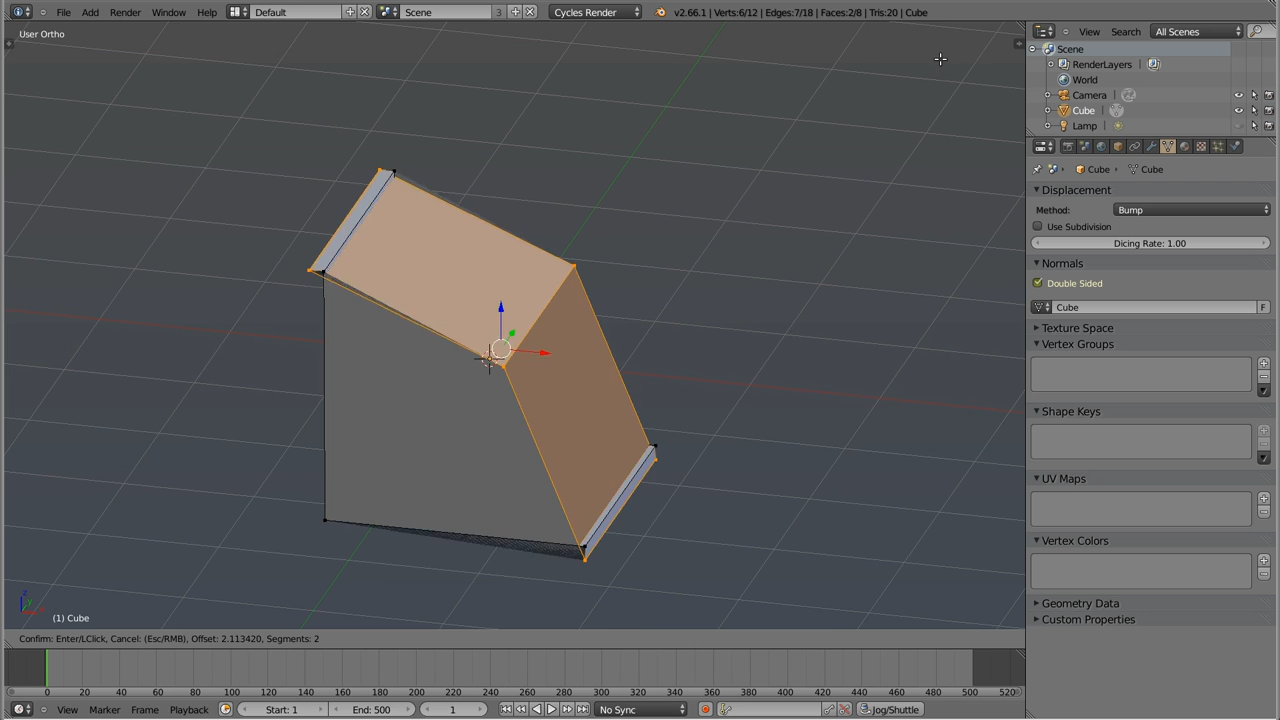 File Add Render Window Help Default Scene 3 Cycles Render v2.66.1 | Verts:6/12 | Edges:7/18 | Faces:2/8 | Tris:20 | Cube
User Ortho
View Search All Scenes
Scene
RenderLayers
World
Camera
Cube
Lamp
Cube Cube
Displacement
Method: Bump
Use Subdivision
Dicing Rate: 1.00
Normals
Double Sided
Cube F
Texture Space
Vertex Groups
Shape Keys
UV Maps
Vertex Colors
Geometry Data
Custom Properties
(1) Cube
Confirm: Enter/LClick, Cancel: (Esc/RMB), Offset: 2.113420, Segments: 2
0 20 40 60 80 100 120 140 160 180 200 220 240 260 280 300 320 340 360 380 400 420 440 460 480 500 520
View Marker Frame Playback Start: 1 End: 500 1 No Sync Jog/Shuttle